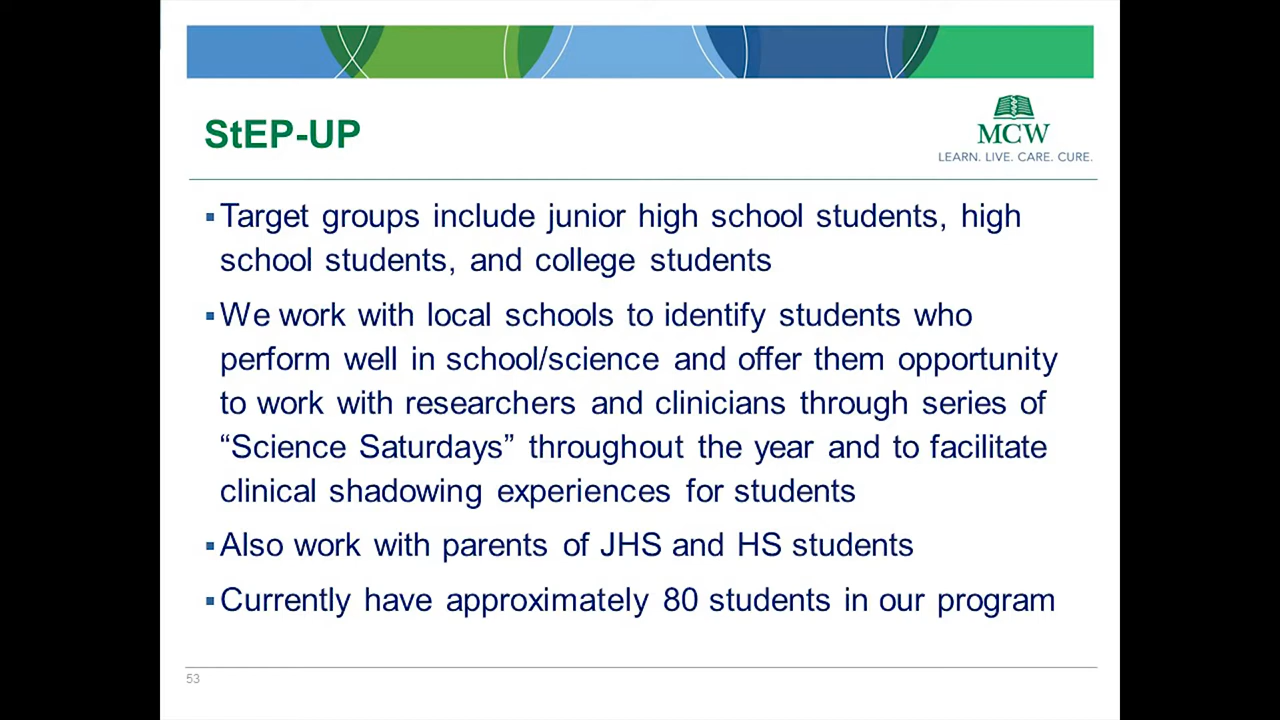 StEP-UP
MCW
LEARN. LIVE. CARE. CURE.
▪Target groups include junior high school students, high
school students, and college students
▪We work with local schools to identify students who
perform well in school/science and offer them opportunity
to work with researchers and clinicians through series of
“Science Saturdays” throughout the year and to facilitate
clinical shadowing experiences for students
▪Also work with parents of JHS and HS students
▪Currently have approximately 80 students in our program
53